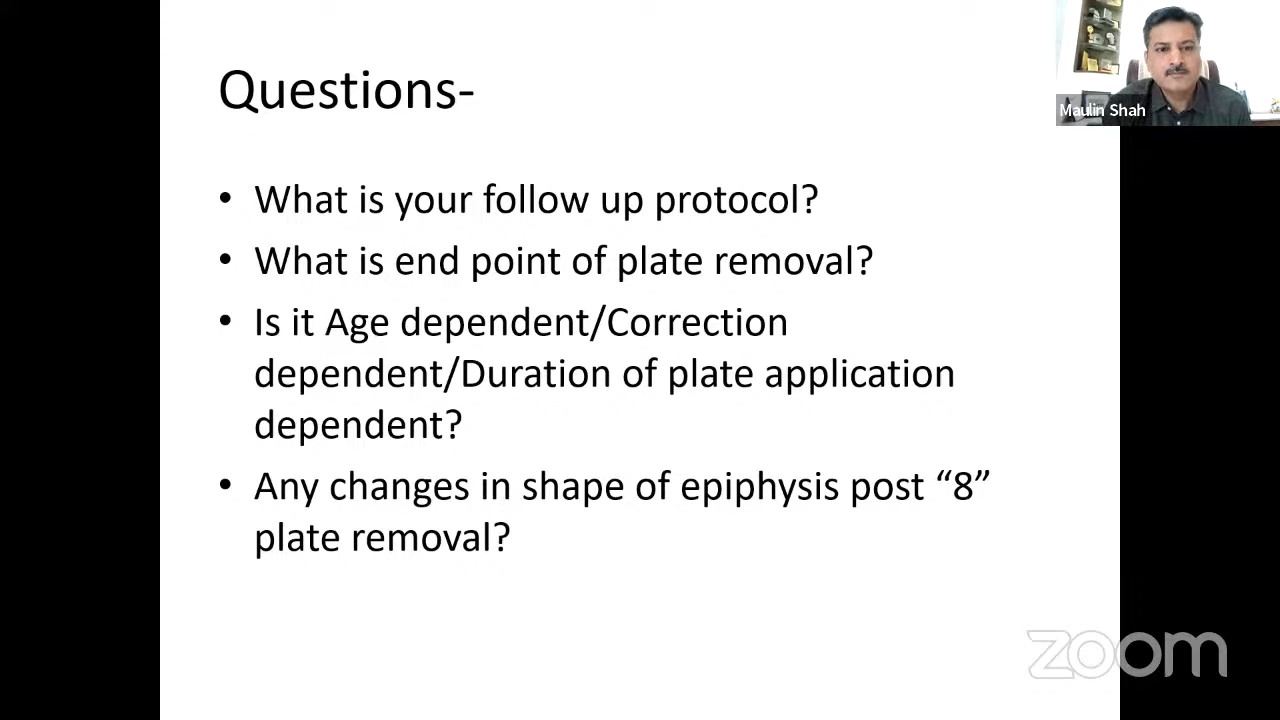 Questions-
Maulin Shah
• What is your follow up protocol?
• What is end point of plate removal?
• Is it Age dependent/Correction
dependent/Duration of plate application
dependent?
• Any changes in shape of epiphysis post “8”
plate removal?
zoom